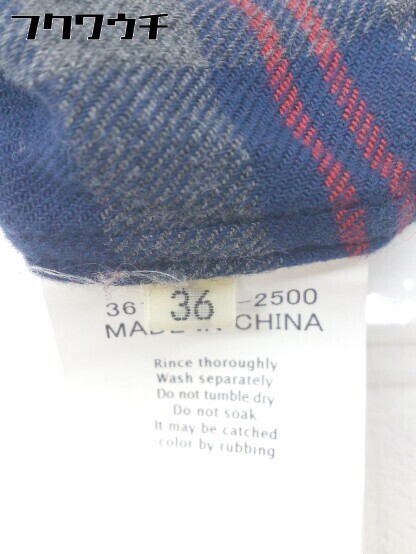 フクワウチ
36 36 -2500
MADE IN CHINA
Rince thoroughly
Wash separately
Do not tumble dry
Do not soak
It may be catched
color by rubbing